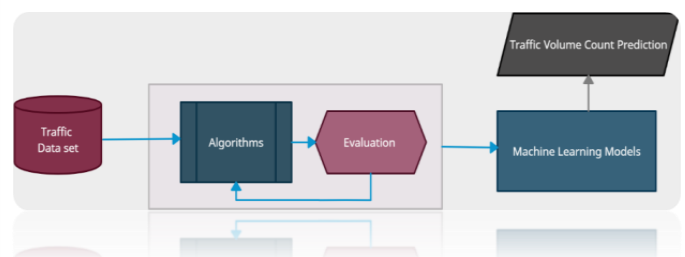 Traffic Volume Count Prediction
Traffic
Data set
Algorithms
Evaluation
Machine Learning Models